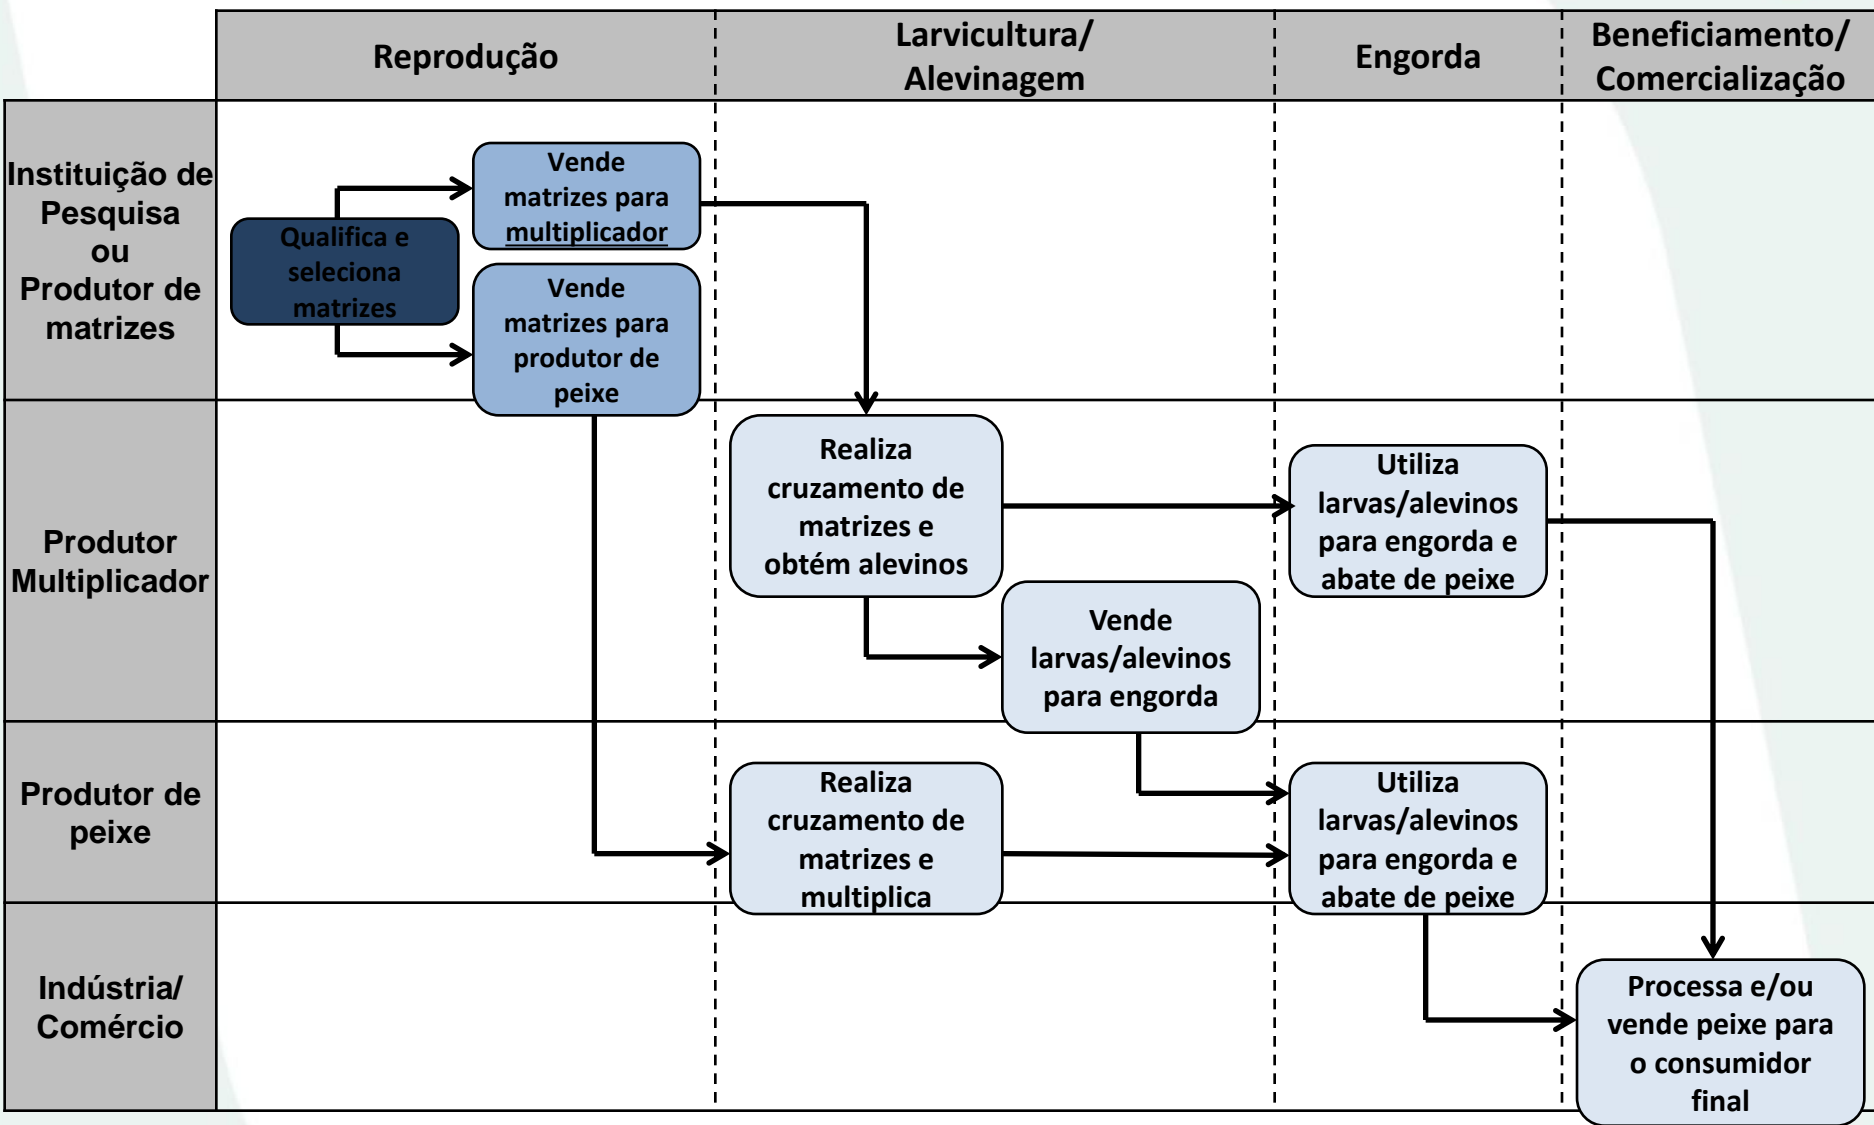 Reprodução
Larvicultura/
Alevinagem
Engorda
Beneficiamento/
Comercialização
Instituição de
Pesquisa
ou
Produtor de
matrizes
Qualifica e
seleciona
matrizes
Vende
matrizes para
multiplicador
Vende
matrizes para
produtor de
peixe
Produtor
Multiplicador
Realiza
cruzamento de
matrizes e
obtém alevinos
Vende
larvas/alevinos
para engorda
Utiliza
larvas/alevinos
para engorda e
abate de peixe
Produtor de
peixe
Realiza
cruzamento de
matrizes e
multiplica
Utiliza
larvas/alevinos
para engorda e
abate de peixe
Indústria/
Comércio
Processa e/ou
vende peixe para
o consumidor
final